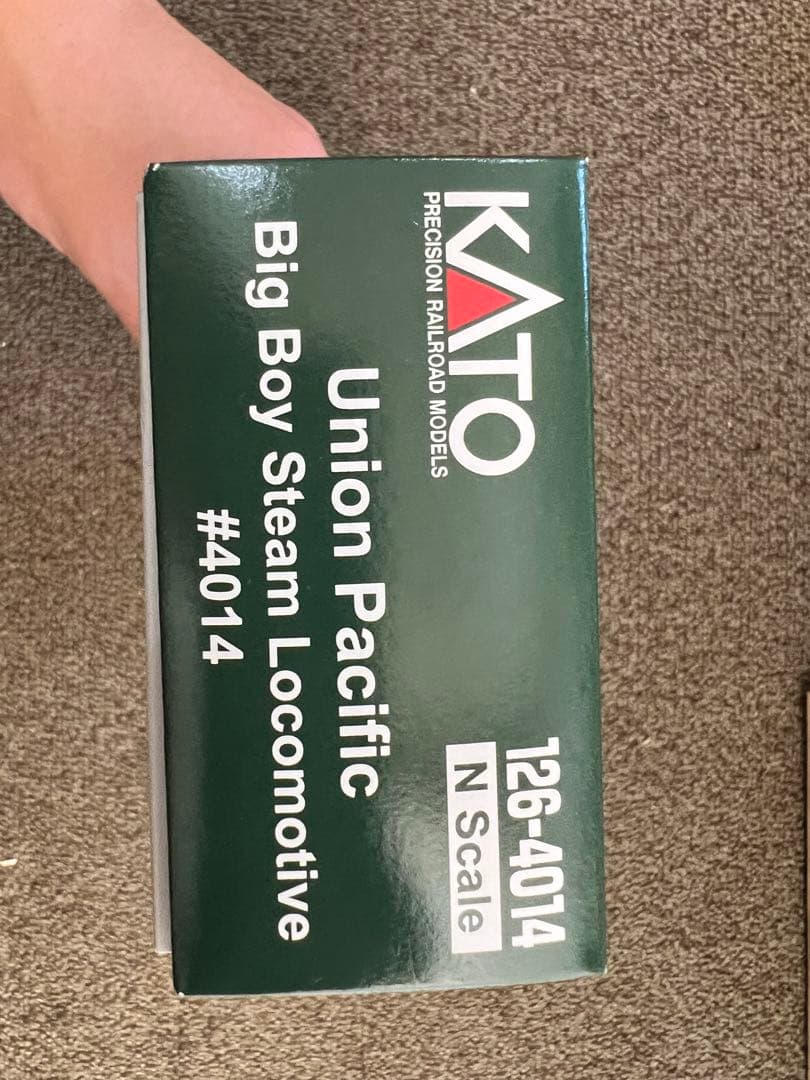 KATO
PRECISION RAILROAD MODELS
126-4014
N Scale
Union Pacific
Big Boy Steam Locomotive
#4014